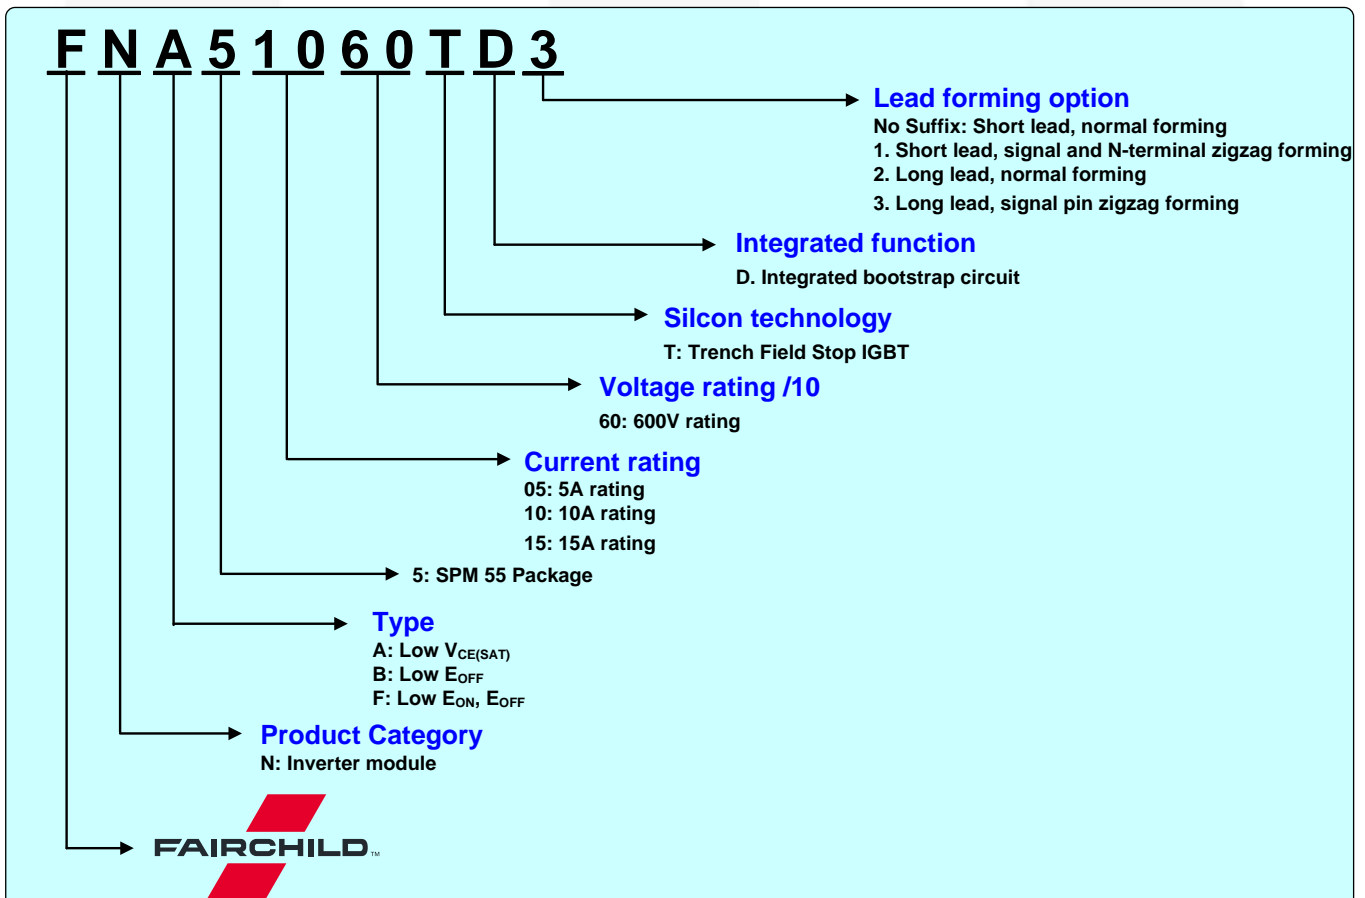 F N A 5 1 0 6 0 T D 3
Lead forming option
No Suffix: Short lead, normal forming
1. Short lead, signal and N-terminal zigzag forming
2. Long lead, normal forming
3. Long lead, signal pin zigzag forming
Integrated function
D. Integrated bootstrap circuit
Silcon technology
T: Trench Field Stop IGBT
Voltage rating /10
60: 600V rating
Current rating
05: 5A rating
10: 10A rating
15: 15A rating
5: SPM 55 Package
Type
A: Low VCE(SAT)
B: Low EOFF
F: Low EON, EOFF
Product Category
N: Inverter module
FAIRCHILD™